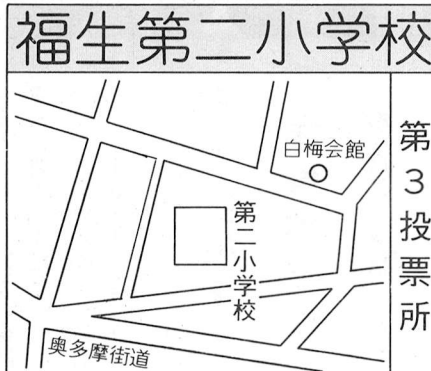 福生第二小学校
第3投票所
白梅会館
第二小学校
奥多摩街道